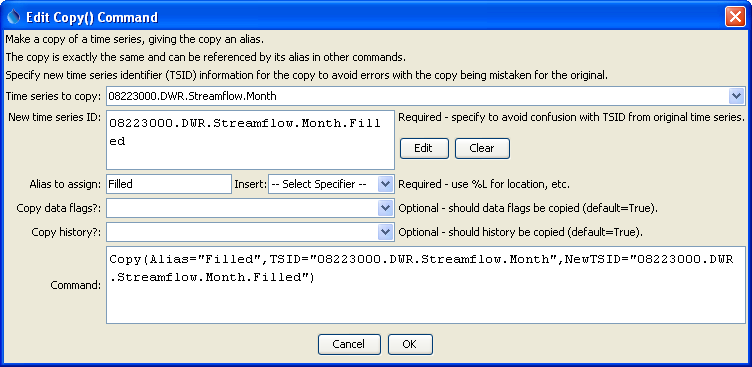 Edit Copy() Command
Make a copy of a time series, giving the copy an alias.
The copy is exactly the same and can be referenced by its alias in other commands.
Specify new time series identifier (TSID) information for the copy to avoid errors with the copy being mistaken for the original.
Time series to copy: 08223000.DWR.Streamflow.Month
New time series ID: 08223000.DWR.Streamflow.Month.Fill Required - specify to avoid confusion with TSID from original time series.
ed
Edit Clear
Alias to assign: Filled Insert: -- Select Specifier -- Required - use %L for location, etc.
Copy data flags?: Optional - should data flags be copied (default=True).
Copy history?: Optional - should history be copied (default=True).
Copy(Alias="Filled",TSID="08223000.DWR.Streamflow.Month",NewTSID="08223000.DWR
.Streamflow.Month.Filled")
Command:
Cancel OK